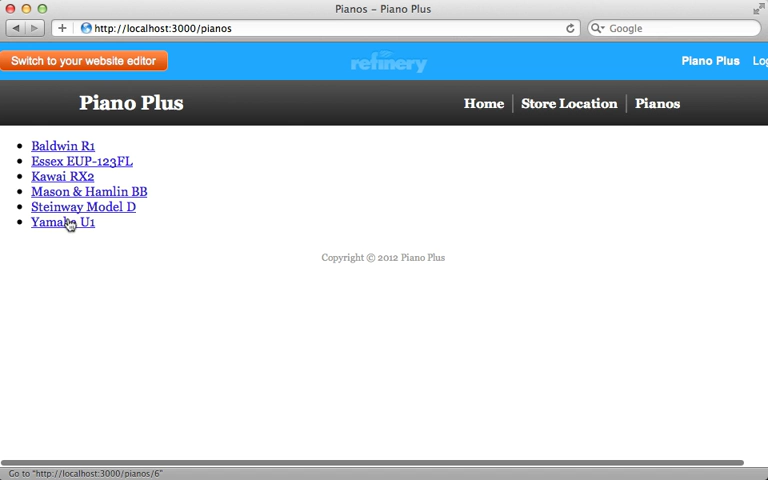 Pianos – Piano Plus
http://localhost:3000/pianos
Google
Switch to your website editor
refinery
Piano Plus
Log
Piano Plus
Home
Store Location
Pianos
Baldwin R1
Essex EUP-123FL
Kawai RX2
Mason & Hamlin BB
Steinway Model D
Yamaha U1
Copyright © 2012 Piano Plus
Go to "http://localhost:3000/pianos/6"